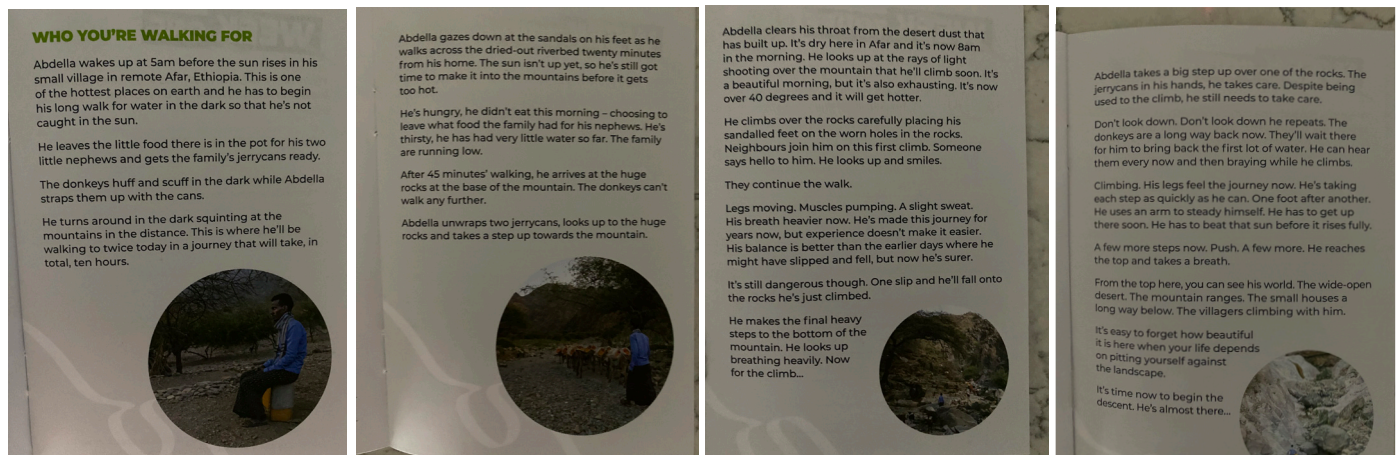 WHO YOU'RE WALKING FOR
Abdella wakes up at 5am before the sun rises in his
small village in remote Afar, Ethiopia. This is one
of the hottest places on earth and he has to begin
his long walk for water in the dark so that he's not
caught in the sun.
He leaves the little food there is in the pot for his two
little nephews and gets the family's jerrycans ready.
The donkeys huff and scuff in the dark while Abdella
straps them up with the cans.
He turns around in the dark squinting at the
mountains in the distance. This is where he'll be
walking to twice today in a journey that will take, in
total, ten hours.
Abdella gazes down at the sandals on his feet as he
walks across the dried-out riverbed twenty minutes
from his home. The sun isn't up yet, so he's still got
time to make it into the mountains before it gets
too hot.
He's hungry, he didn't eat this morning – choosing to
leave what food the family had for his nephews. He's
thirsty, he has had very little water so far. The family
are running low.
After 45 minutes' walking, he arrives at the huge
rocks at the base of the mountain. The donkeys can't
walk any further.
Abdella unwraps two jerrycans, looks up to the huge
rocks and takes a step up towards the mountain.
Abdella clears his throat from the desert dust that
has built up. It's dry here in Afar and it's now 8am
in the morning. He looks up at the rays of light
shooting over the mountain that he'll climb soon. It's
a beautiful morning, but it's also exhausting. It's now
over 40 degrees and it will get hotter.
He climbs over the rocks carefully placing his
sandalled feet on the worn holes in the rocks.
Neighbours join him on this first climb. Someone
says hello to him. He looks up and smiles.
They continue the walk.
Legs moving. Muscles pumping. A slight sweat.
His breath heavier now. He's made this journey for
years now, but experience doesn't make it easier.
His balance is better than the earlier days where he
might have slipped and fell, but now he's surer.
It's still dangerous though. One slip and he'll fall onto
the rocks he's just climbed.
He makes the final heavy
steps to the bottom of the
mountain. He looks up
breathing heavily. Now
for the climb...
Abdella takes a big step up over one of the rocks. The
jerrycans in his hands, he takes care. Despite being
used to the climb, he still needs to take care.
Don't look down. Don't look down he repeats. The
donkeys are a long way back now. They'll wait there
for him to bring back the first lot of water. He can hear
them every now and then braying while he climbs.
Climbing. His legs feel the journey now. He's taking
each step as quickly as he can. One foot after another.
He uses an arm to steady himself. He has to get up
there soon. He has to beat that sun before it rises fully.
A few more steps now. Push. A few more. He reaches
the top and takes a breath.
From the top here, you can see his world. The wide-open
desert. The mountain ranges. The small houses a
long way below. The villagers climbing with him.
It's easy to forget how beautiful
it is here when your life depends
on pitting yourself against
the landscape.
It's time now to begin the
descent. He's almost there...